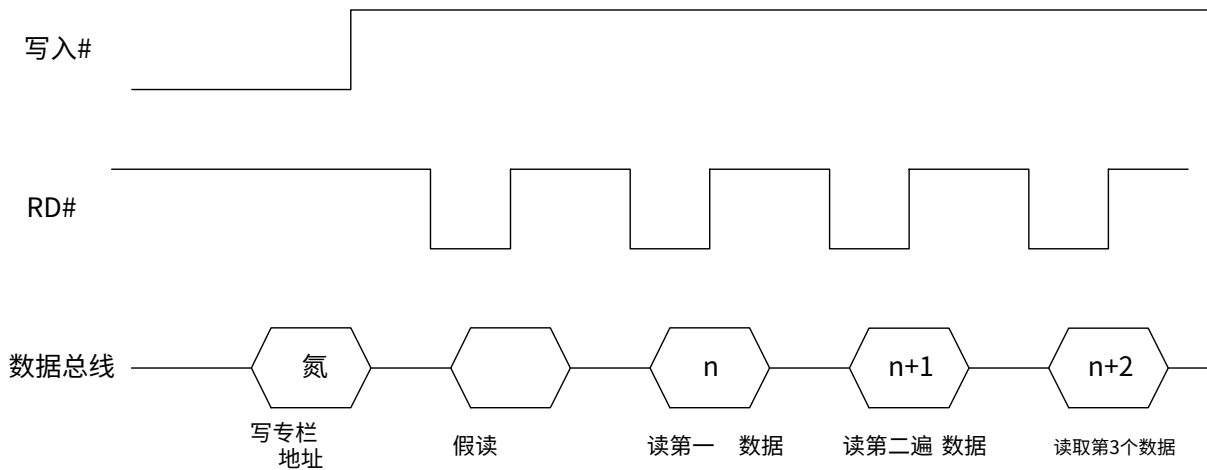 写入#
RD#
数据总线
氮
n
n+1
n+2
写专栏
地址
假读
读第一 数据
读第二遍 数据
读取第3个数据